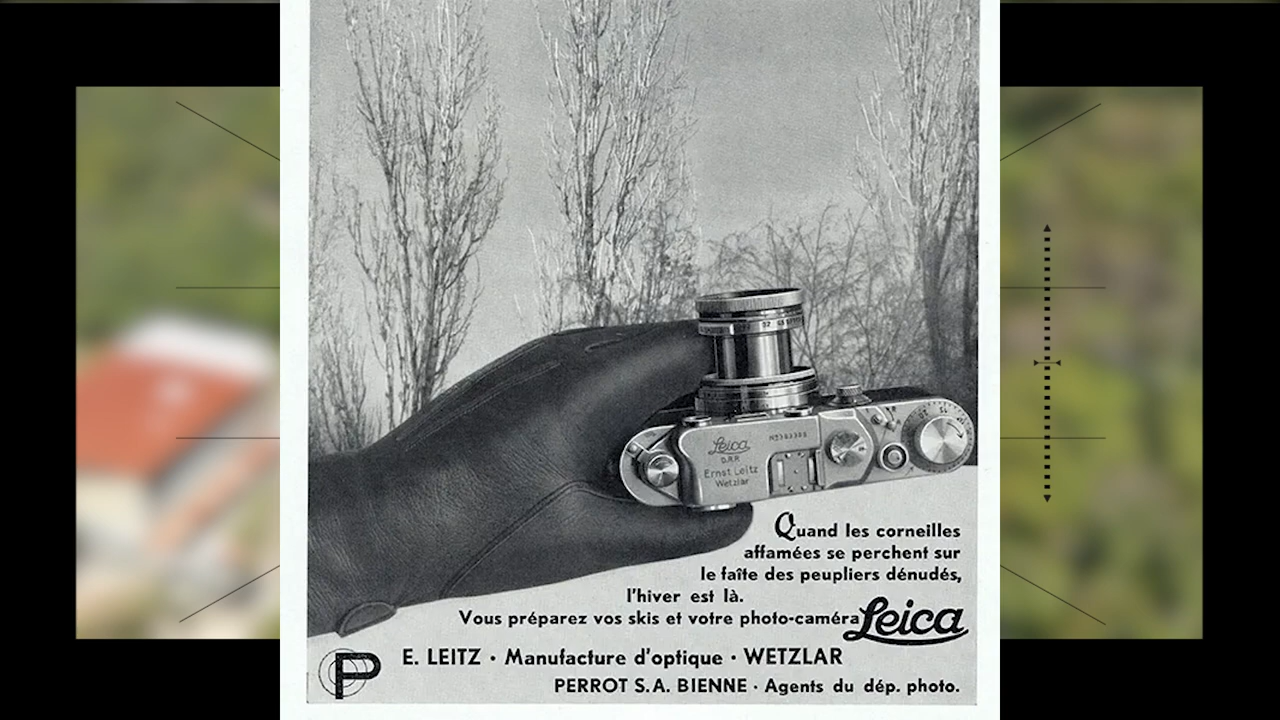 Leica
D.R.P.
Ernst Leitz
Wetzlar
Quand les corneilles
affamées se perchent sur
le faîte des peupliers dénudés,
l'hiver est là.
Vous préparez vos skis et votre photo-caméra Leica
E. LEITZ · Manufacture d'optique · WETZLAR
P
PERROT S.A. BIENNE · Agents du dép. photo.